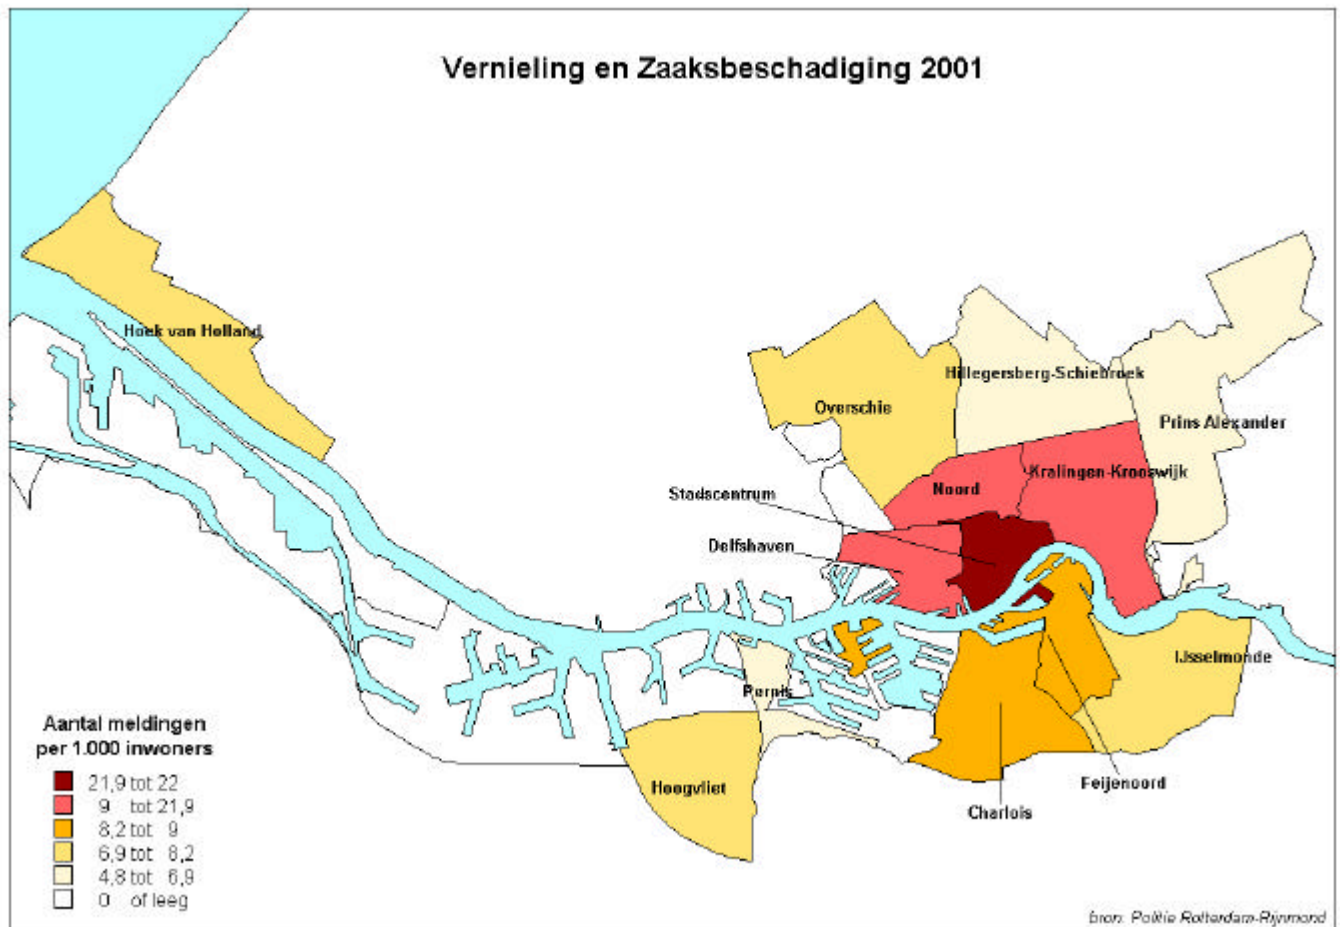 Vernieling en Zaaksbeschadiging 2001
Hoek van Holland
Hillegersberg-Schiebroek
Overschie
Prins Alexander
Kralingen-Krooswijk
Noord
Stadscentrum
Delfshaven
IJsselmonde
Pernis
Hoogvliet
Feijenoord
Charlois
Aantal meldingen
per 1.000 inwoners
21,9 tot 22
9 tot 21,9
8,2 tot 9
6,9 tot 8,2
4,8 tot 6,9
0 of leeg
bron: Politie Rotterdam-Rijnmond